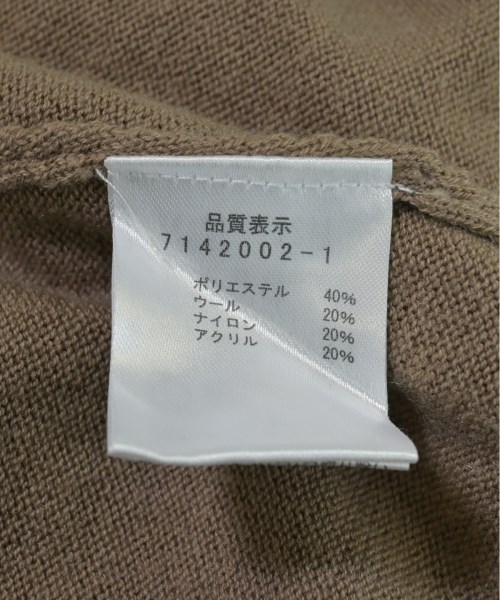 品質表示
7142002-1
ポリエステル 40%
ウール 20%
ナイロン 20%
アクリル 20%